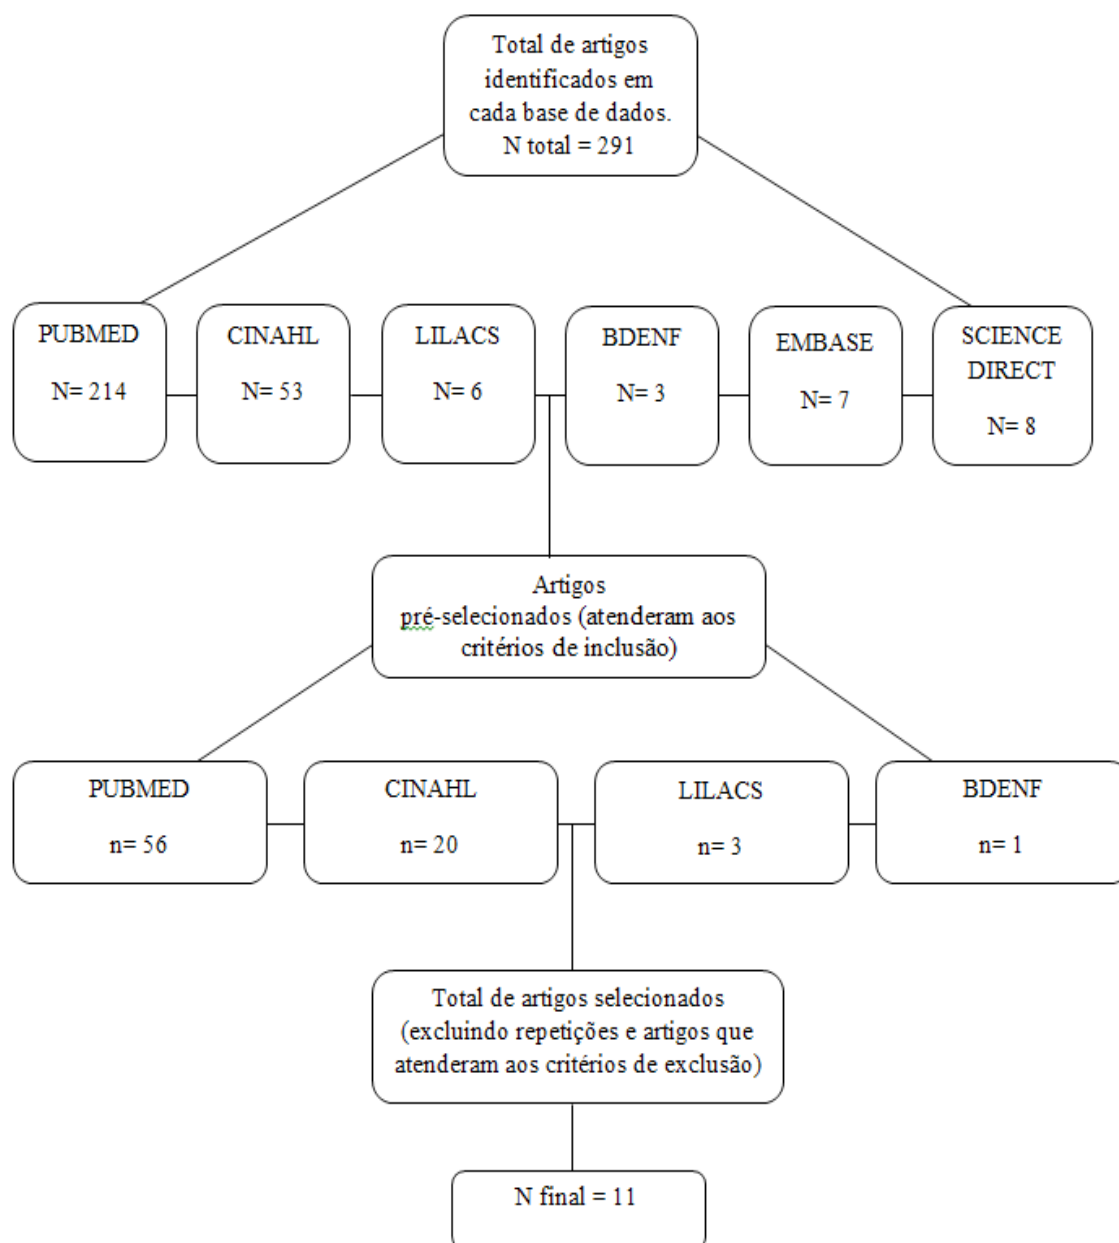 Total de artigos
identificados em
cada base de dados.
N total = 291
PUBMED
N= 214
CINAHL
N= 53
LILACS
N= 6
BDENF
N= 3
EMBASE
N= 7
SCIENCE
DIRECT
N= 8
Artigos
pré-selecionados (atenderam aos
critérios de inclusão)
PUBMED
n= 56
CINAHL
n= 20
LILACS
n= 3
BDENF
n= 1
Total de artigos selecionados
(excluindo repetições e artigos que
atenderam aos critérios de exclusão)
N final = 11